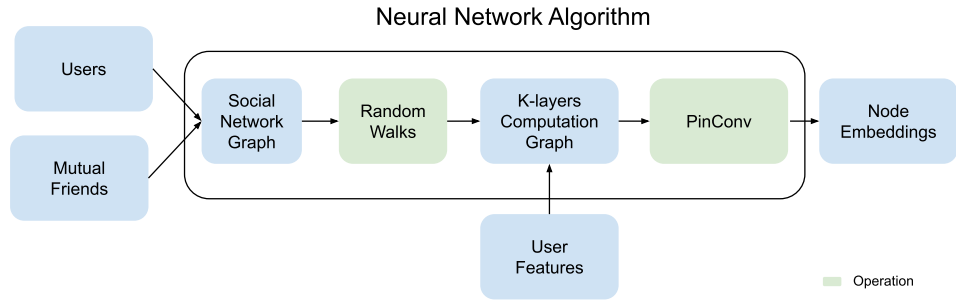 Neural Network Algorithm
Users
Mutual
Friends
Social
Network
Graph
Random
Walks
K-layers
Computation
Graph
PinConv
Node
Embeddings
User
Features
Operation